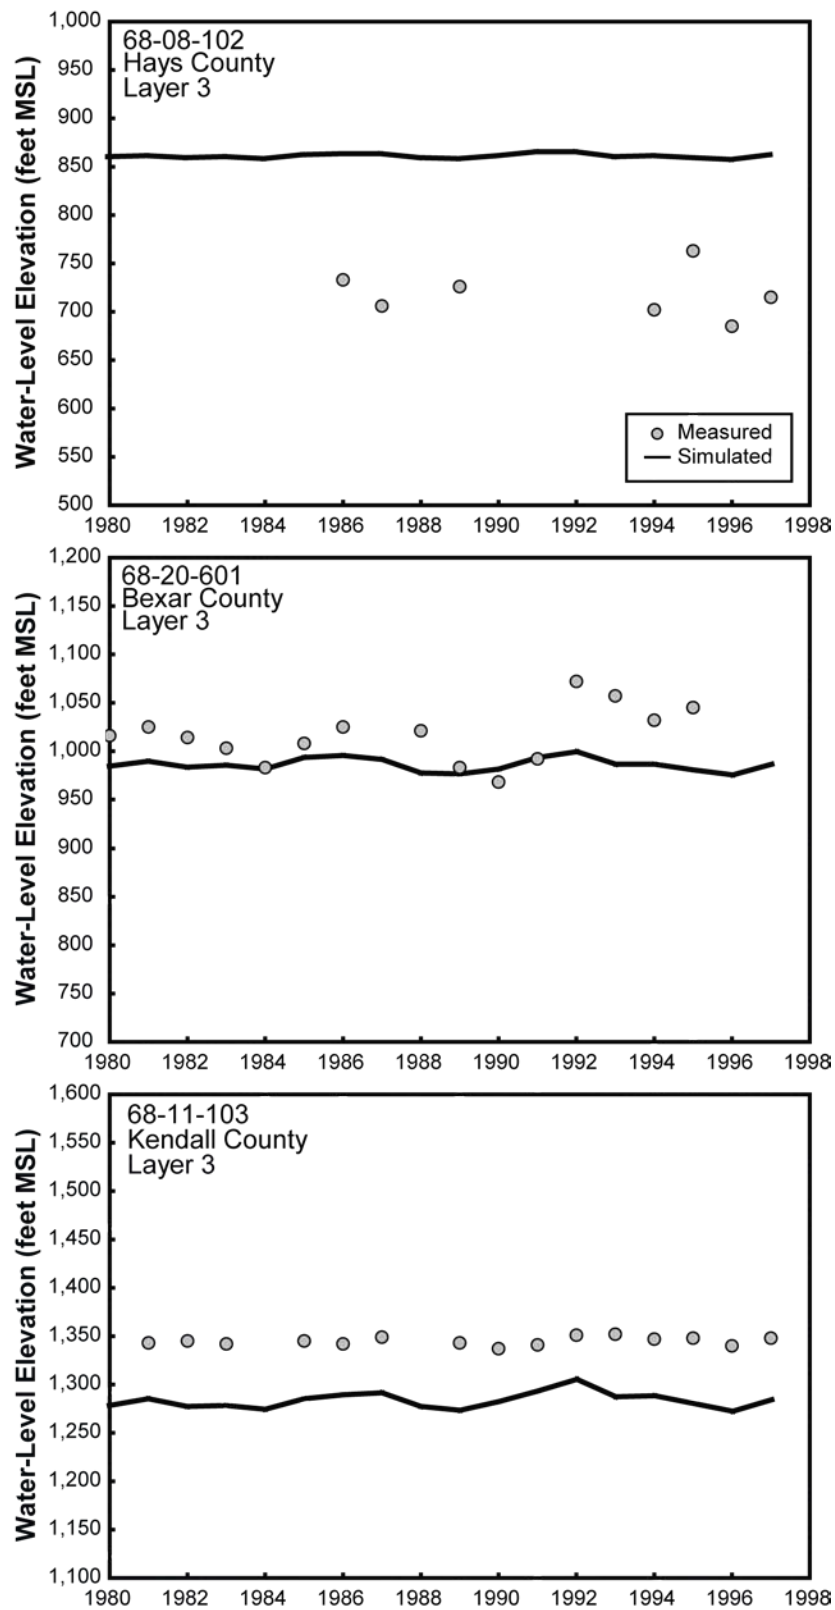 68-08-102
Hays County
Layer 3
Water-Level Elevation (feet MSL)
1,000
950
900
850
800
750
700
650
600
550
500
Measured
Simulated
1980 1982 1984 1986 1988 1990 1992 1994 1996 1998
68-20-601
Bexar County
Layer 3
Water-Level Elevation (feet MSL)
1,200
1,150
1,100
1,050
1,000
950
900
850
800
750
700
1980 1982 1984 1986 1988 1990 1992 1994 1996 1998
68-11-103
Kendall County
Layer 3
Water-Level Elevation (feet MSL)
1,600
1,550
1,500
1,450
1,400
1,350
1,300
1,250
1,200
1,150
1,100
1980 1982 1984 1986 1988 1990 1992 1994 1996 1998